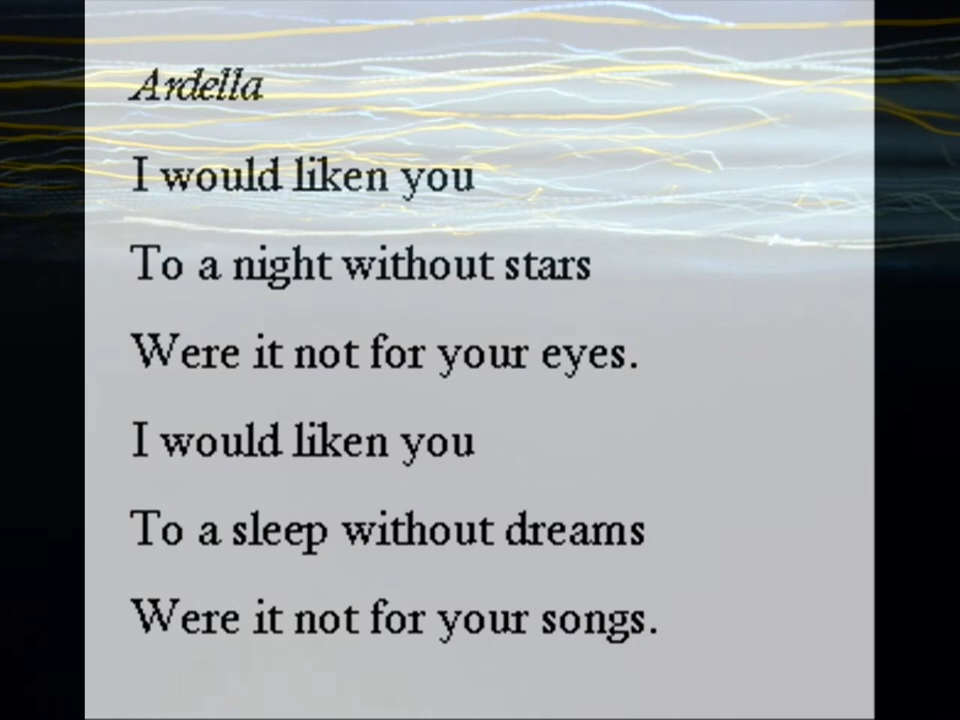 Ardella
I would liken you
To a night without stars
Were it not for your eyes.
I would liken you
To a sleep without dreams
Were it not for your songs.